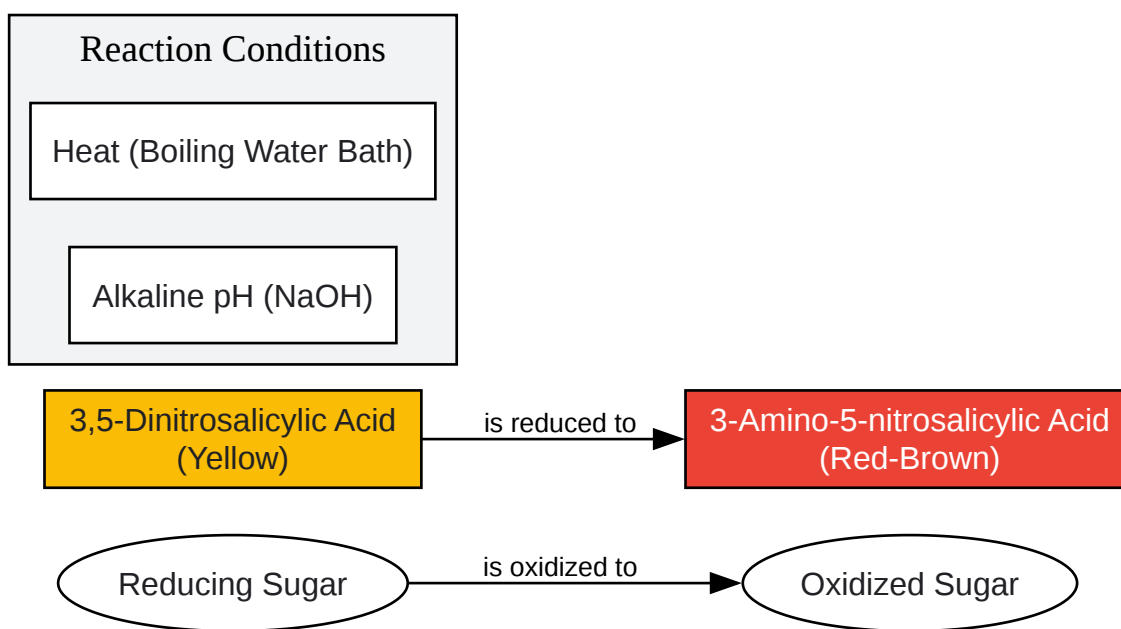 Reaction Conditions
Heat (Boiling Water Bath)
Alkaline pH (NaOH)
3,5-Dinitrosalicylic Acid
(Yellow)
is reduced to
3-Amino-5-nitrosalicylic Acid
(Red-Brown)
Reducing Sugar
is oxidized to
Oxidized Sugar